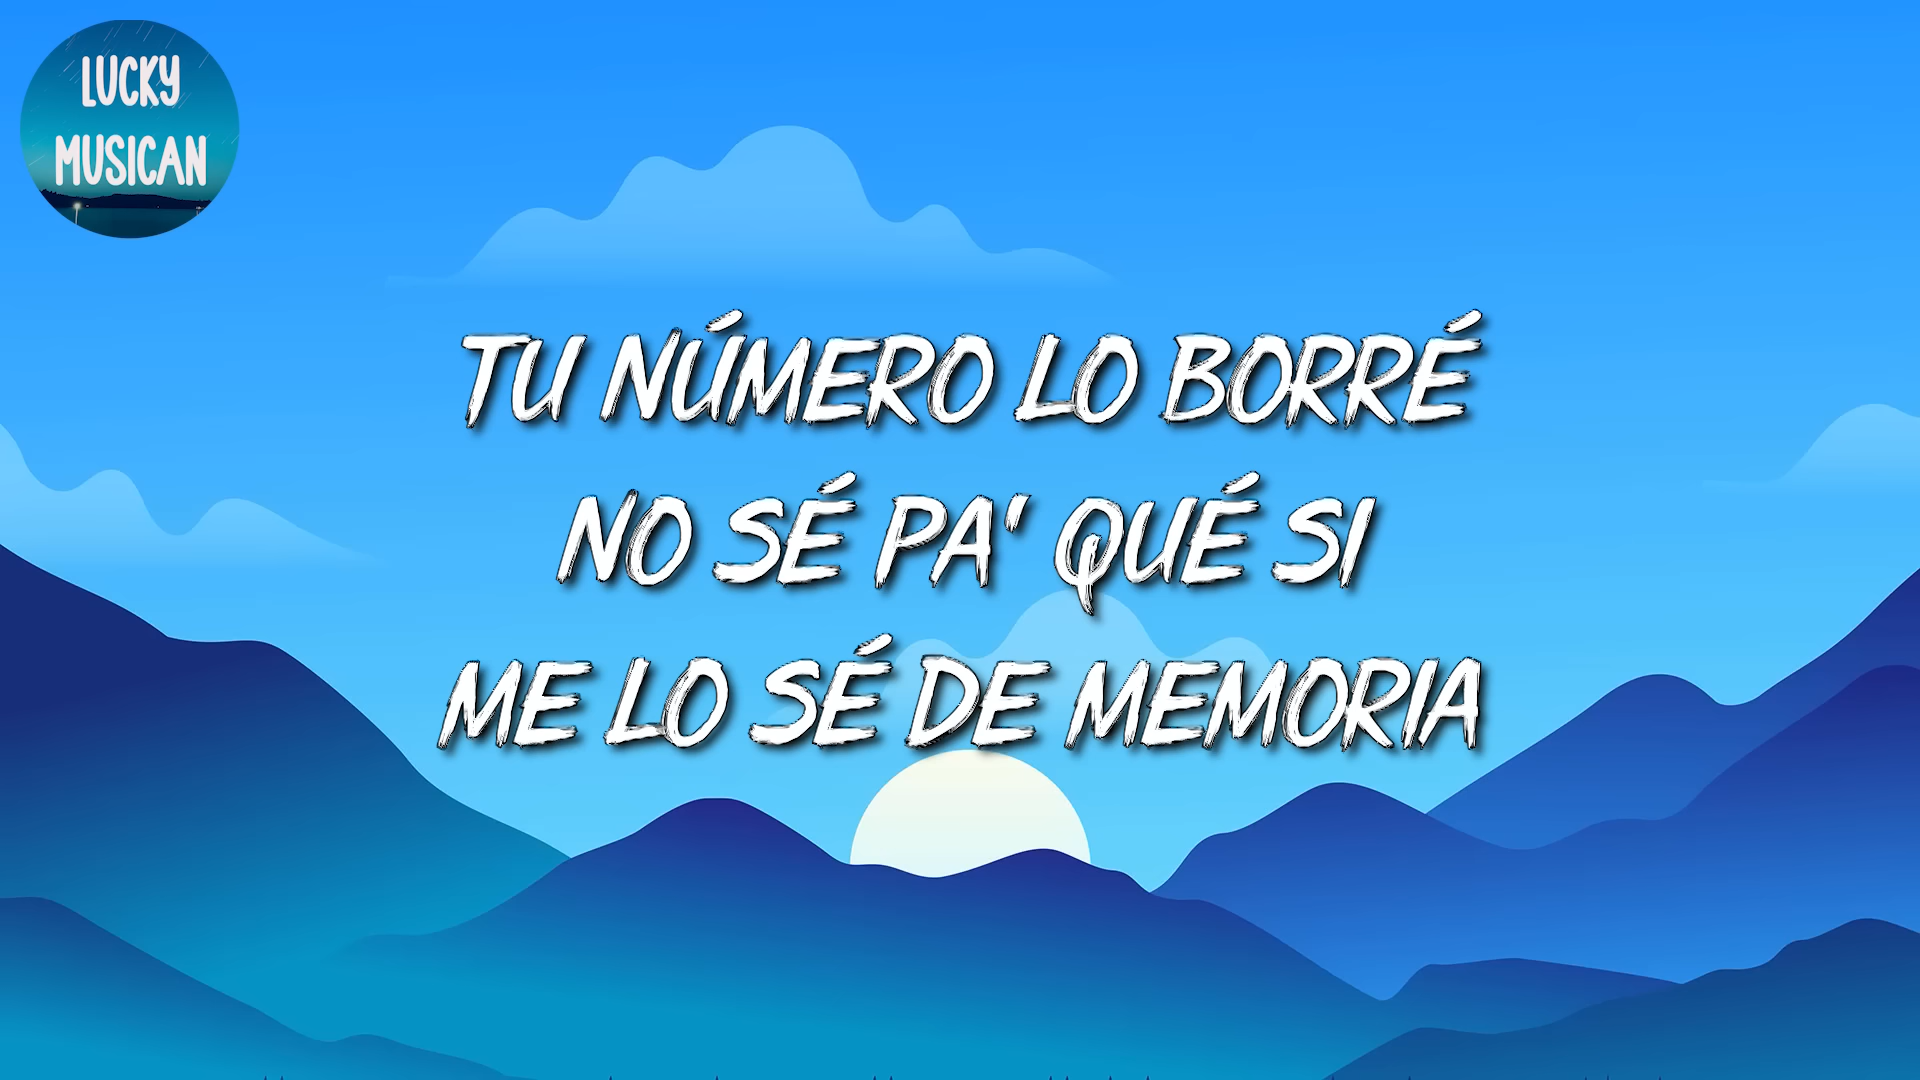 LUCKY
MUSICAN
TU NÚMERO LO BORRÉ
NO SÉ PA' QUÉ SI
ME LO SÉ DE MEMORIA